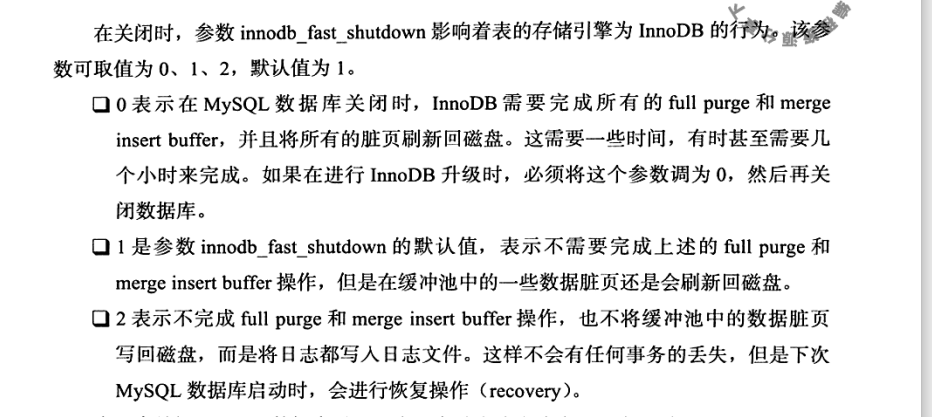 在关闭时，参数 innodb_fast_shutdown 影响着表的存储引擎为 InnoDB 的行为。该参
数可取值为 0、1、2，默认值为 1。
❑ 0 表示在 MySQL 数据库关闭时，InnoDB 需要完成所有的 full purge 和 merge
insert buffer，并且将所有的脏页刷新回磁盘。这需要一些时间，有时甚至需要几
个小时来完成。如果在进行 InnoDB 升级时，必须将这个参数调为 0，然后再关
闭数据库。
❑ 1 是参数 innodb_fast_shutdown 的默认值，表示不需要完成上述的 full purge 和
merge insert buffer 操作，但是在缓冲池中的一些数据脏页还是会刷新回磁盘。
❑ 2 表示不完成 full purge 和 merge insert buffer 操作，也不将缓冲池中的数据脏页
写回磁盘，而是将日志都写入日志文件。这样不会有任何事务的丢失，但是下次
MySQL 数据库启动时，会进行恢复操作（recovery）。